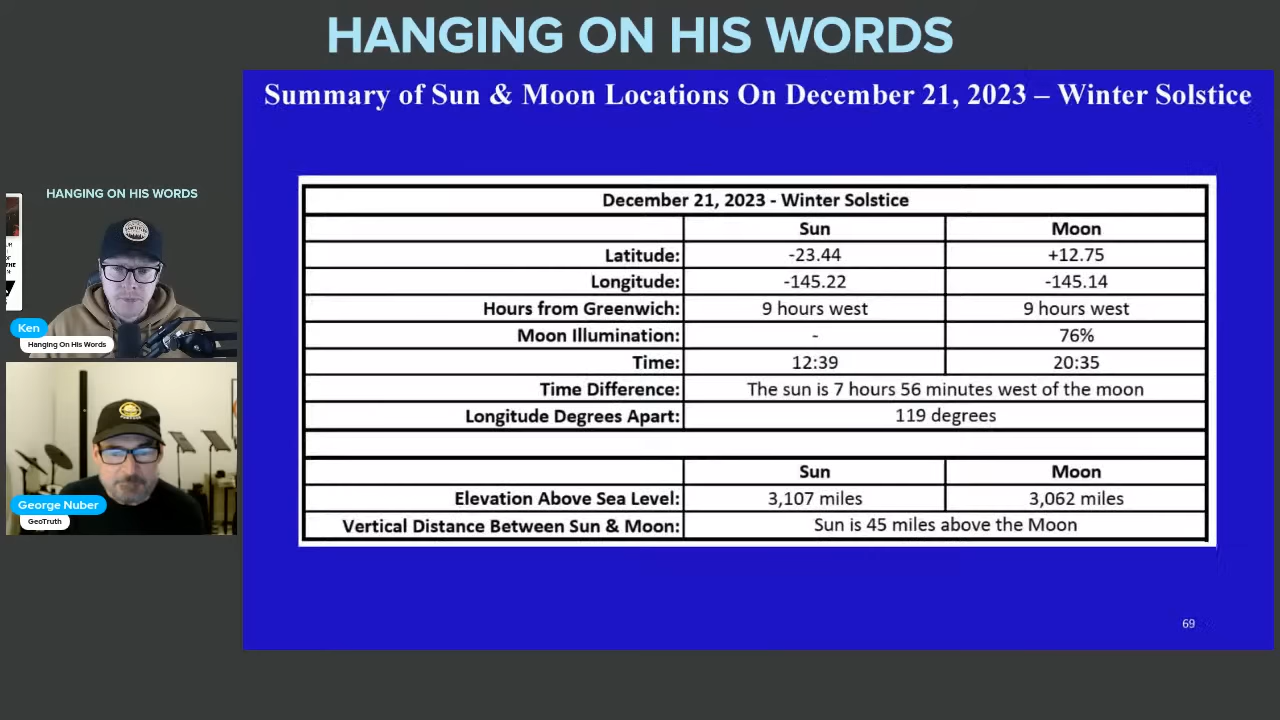 HANGING ON HIS WORDS
Summary of Sun & Moon Locations On December 21, 2023 – Winter Solstice
December 21, 2023 - Winter Solstice
Sun Moon
Latitude: -23.44 +12.75
Longitude: -145.22 -145.14
Hours from Greenwich: 9 hours west 9 hours west
Moon Illumination: - 76%
Time: 12:39 20:35
Time Difference: The sun is 7 hours 56 minutes west of the moon
Longitude Degrees Apart: 119 degrees
Sun Moon
Elevation Above Sea Level: 3,107 miles 3,062 miles
Vertical Distance Between Sun & Moon: Sun is 45 miles above the Moon
69
HANGING ON HIS WORDS
Ken
Hanging On His Words
George Nuber
GeoTruth